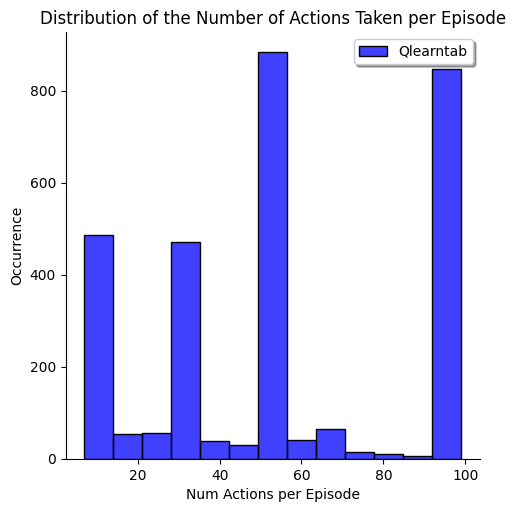 Distribution of the Number of Actions Taken per Episode
Qlearntab
800
600
400
200
0
Occurrence
20
40
60
80
100
Num Actions per Episode